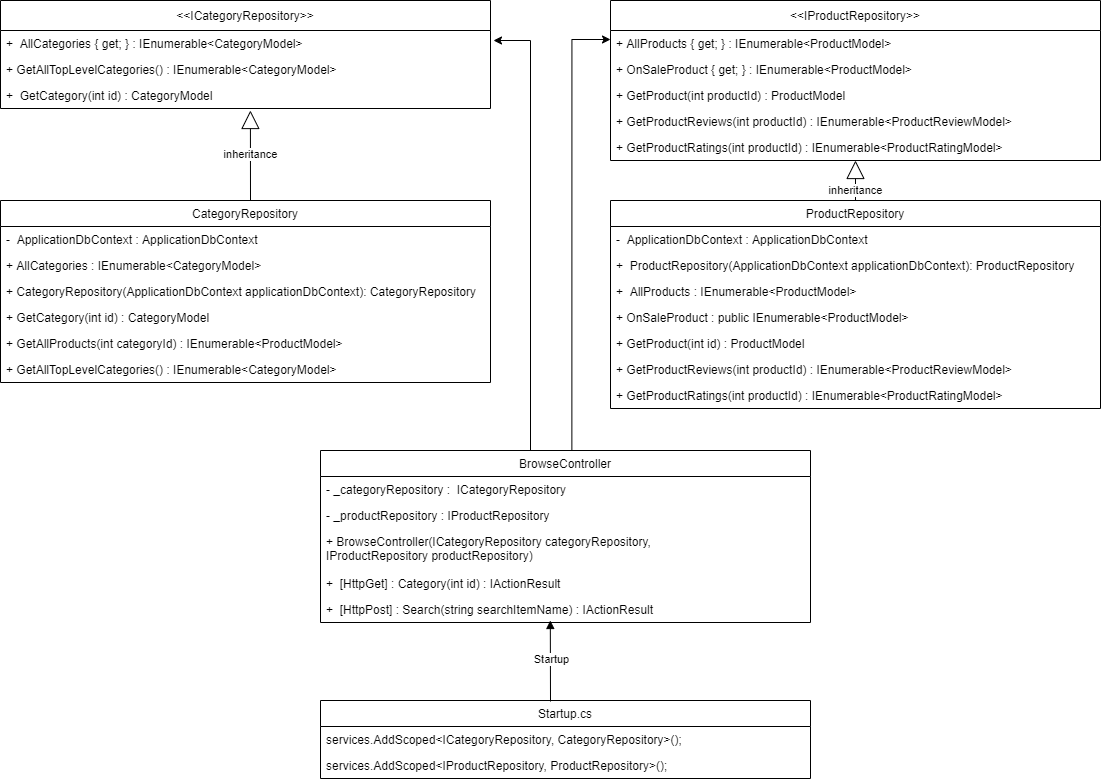 <<ICategoryRepository>>
+ AllCategories { get; } : IEnumerable<CategoryModel>
+ GetAllTopLevelCategories() : IEnumerable<CategoryModel>
+ GetCategory(int id) : CategoryModel
<<IProductRepository>>
+ AllProducts { get; } : IEnumerable<ProductModel>
+ OnSaleProduct { get; } : IEnumerable<ProductModel>
+ GetProduct(int productId) : ProductModel
+ GetProductReviews(int productId) : IEnumerable<ProductReviewModel>
+ GetProductRatings(int productId) : IEnumerable<ProductRatingModel>
inheritance
inheritance
CategoryRepository
- ApplicationDbContext : ApplicationDbContext
+ AllCategories : IEnumerable<CategoryModel>
+ CategoryRepository(ApplicationDbContext applicationDbContext): CategoryRepository
+ GetCategory(int id) : CategoryModel
+ GetAllProducts(int categoryId) : IEnumerable<ProductModel>
+ GetAllTopLevelCategories() : IEnumerable<CategoryModel>
ProductRepository
- ApplicationDbContext : ApplicationDbContext
+ ProductRepository(ApplicationDbContext applicationDbContext): ProductRepository
+ AllProducts : IEnumerable<ProductModel>
+ OnSaleProduct : public IEnumerable<ProductModel>
+ GetProduct(int id) : ProductModel
+ GetProductReviews(int productId) : IEnumerable<ProductReviewModel>
+ GetProductRatings(int productId) : IEnumerable<ProductRatingModel>
BrowseController
- _categoryRepository : ICategoryRepository
- _productRepository : IProductRepository
+ BrowseController(ICategoryRepository categoryRepository,
IProductRepository productRepository)
+ [HttpGet] : Category(int id) : IActionResult
+ [HttpPost] : Search(string searchItemName) : IActionResult
Startup
Startup.cs
services.AddScoped<ICategoryRepository, CategoryRepository>();
services.AddScoped<IProductRepository, ProductRepository>();